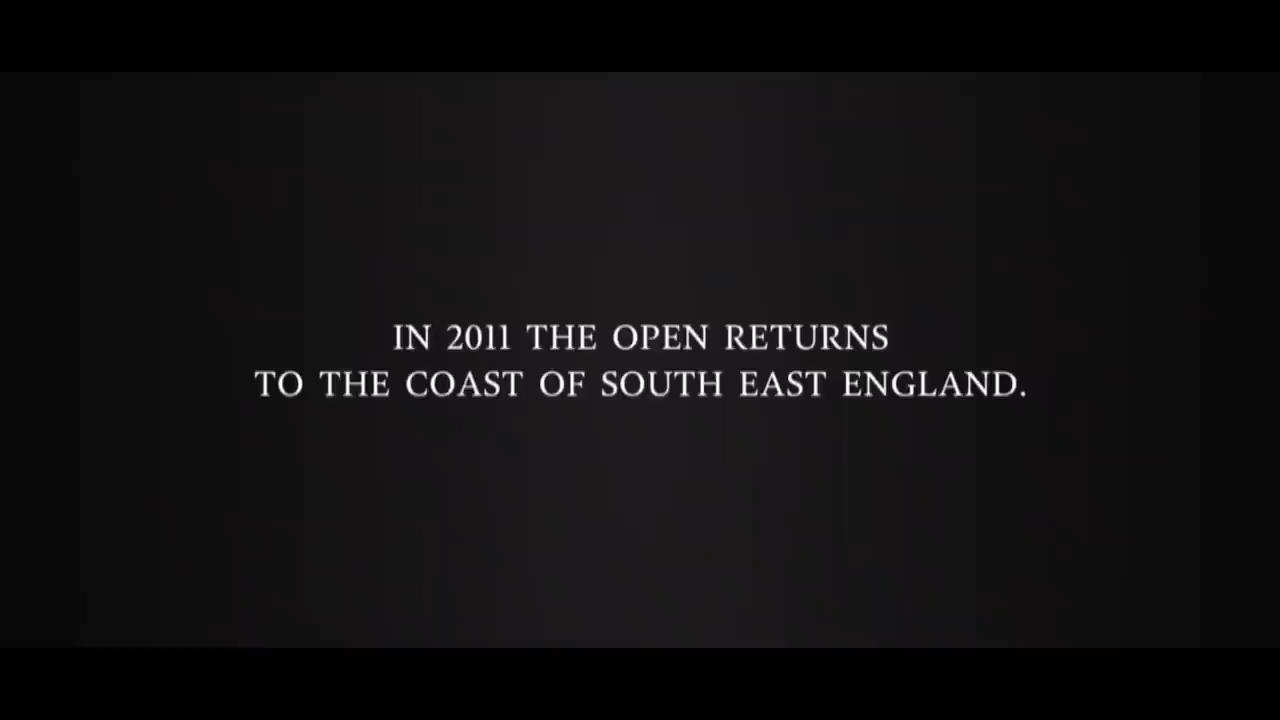 IN 2011 THE OPEN RETURNS
TO THE COAST OF SOUTH EAST ENGLAND.